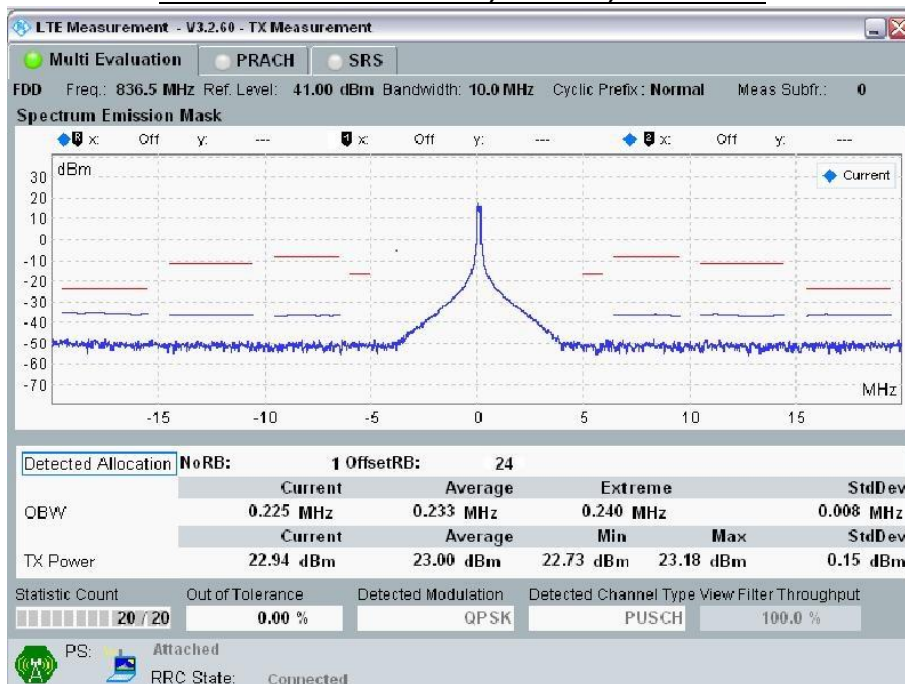 LTE Measurement - V3.2.60 - TX Measurement
Multi Evaluation PRACH SRS
FDD Freq.: 836.5 MHz Ref. Level: 41.00 dBm Bandwidth: 10.0 MHz Cyclic Prefix: Normal Meas Subfr.: 0
Spectrum Emission Mask
R x: Off y: --- 1 x: Off y: --- 2 x: Off y: ---
dBm
Current
30
20
10
0
-10
-20
-30
-40
-50
-60
-70
MHz
-15 -10 -5 0 5 10 15
Detected Allocation NoRB: 1 OffsetRB: 24
Current Average Extreme StdDev
OBW 0.225 MHz 0.233 MHz 0.240 MHz 0.008 MHz
Current Average Min Max StdDev
TX Power 22.94 dBm 23.00 dBm 22.73 dBm 23.18 dBm 0.15 dBm
Statistic Count Out of Tolerance Detected Modulation Detected Channel Type View Filter Throughput
20 / 20 0.00 % QPSK PUSCH 100.0 %
PS: Attached
RRC State: Connected